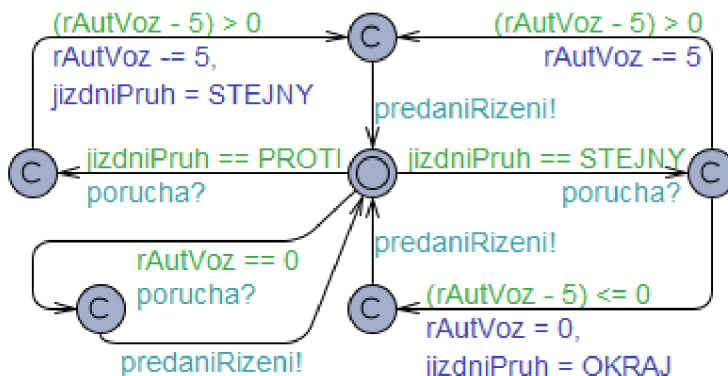 (rAutVoz - 5) > 0
rAutVoz -= 5,
jizdniPruh = STEJNY
C
(rAutVoz - 5) > 0
rAutVoz -= 5
predaniRizeni!
C
jizdniPruh == PROTI
porucha?
jizdniPruh == STEJNY
porucha?
C
rAutVoz == 0
porucha?
predaniRizeni!
C
predaniRizeni!
C
(rAutVoz - 5) <= 0
rAutVoz = 0,
jizdniPruh = OKRAJ